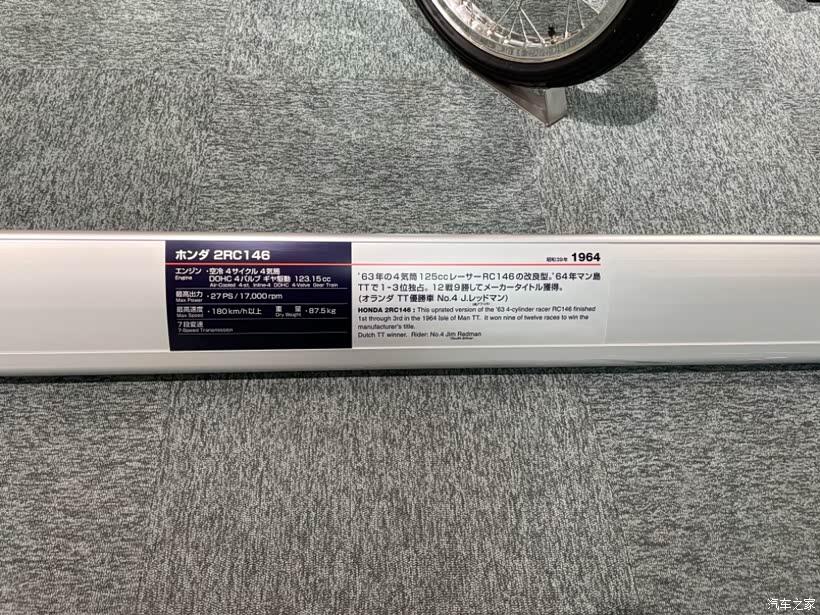 ホンダ 2RC146
エンジン ・空冷 4サイクル 4気筒
Engine DOHC 4バルブ ギヤ駆動 123.15cc
Air-Cooled 4-st. Inline-4 DOHC 4-Valve Gear Train
最高出力 ・27PS/17,000rpm
Max Power
最高速度 ・180km/h以上 重量 ・87.5kg
Max Speed Dry Weight
7段変速
7-Speed Transmission
昭和39年 1964
'63年の4気筒125ccレーサーRC146の改良型。'64年マン島
TTで1-3位独占。12戦9勝してメーカータイトル獲得。
(オランダ TT優勝車 No.4 J.レッドマン)
HONDA 2RC146 : This uprated version of the '63 4-cylinder racer RC146 finished
1st through 3rd in the 1964 Isle of Man TT. it won nine of twelve races to win the
manufacturer's title.
Dutch TT winner. Rider: No.4 Jim Redman
汽车之家